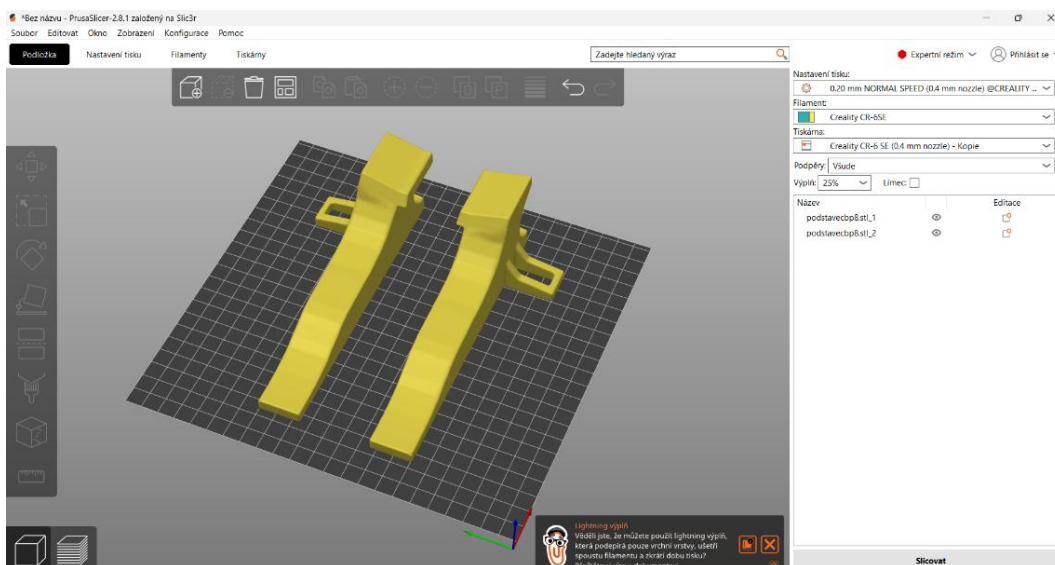 *Bez názvu - PrusaSlicer-2.8.1 založený na Slic3r
Soubor Editovat Okno Zobrazení Konfigurace Pomoc
Podložka Nastavení tisku Filamenty Tiskárny Zadejte hledaný výraz Expertní režim Přihlásit se
Nastavení tisku:
0.20 mm NORMAL SPEED (0.4 mm nozzle) @CREALITY ...
Filament:
Creality CR-6SE
Tiskárna:
Creality CR-6 SE (0.4 mm nozzle) - Kopie
Podpěry: Všude
Výplň: 25% Límec:
Název Editace
podstavecbp8.stl_1
podstavecbp8.stl_2
Lightning výplň
Věděli jste, že můžete použít lightning výplň,
která podepírá pouze vrchní vrstvy, ušetří
spoustu filamentu a zkrátí dobu tisku?
Slicovat